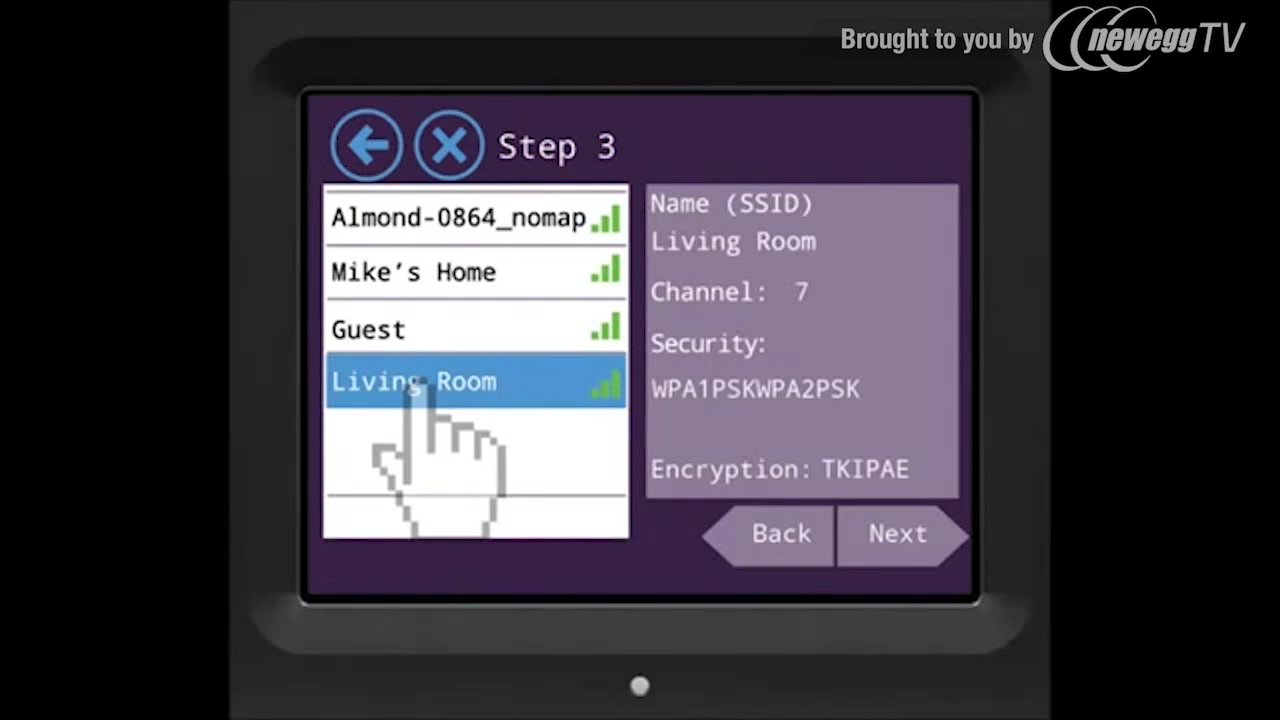 Brought to you by newegg TV
Step 3
Almond-0864_nomap
Mike's Home
Guest
Living Room
Name (SSID)
Living Room
Channel: 7
Security:
WPA1PSKWPA2PSK
Encryption: TKIPAE
Back
Next